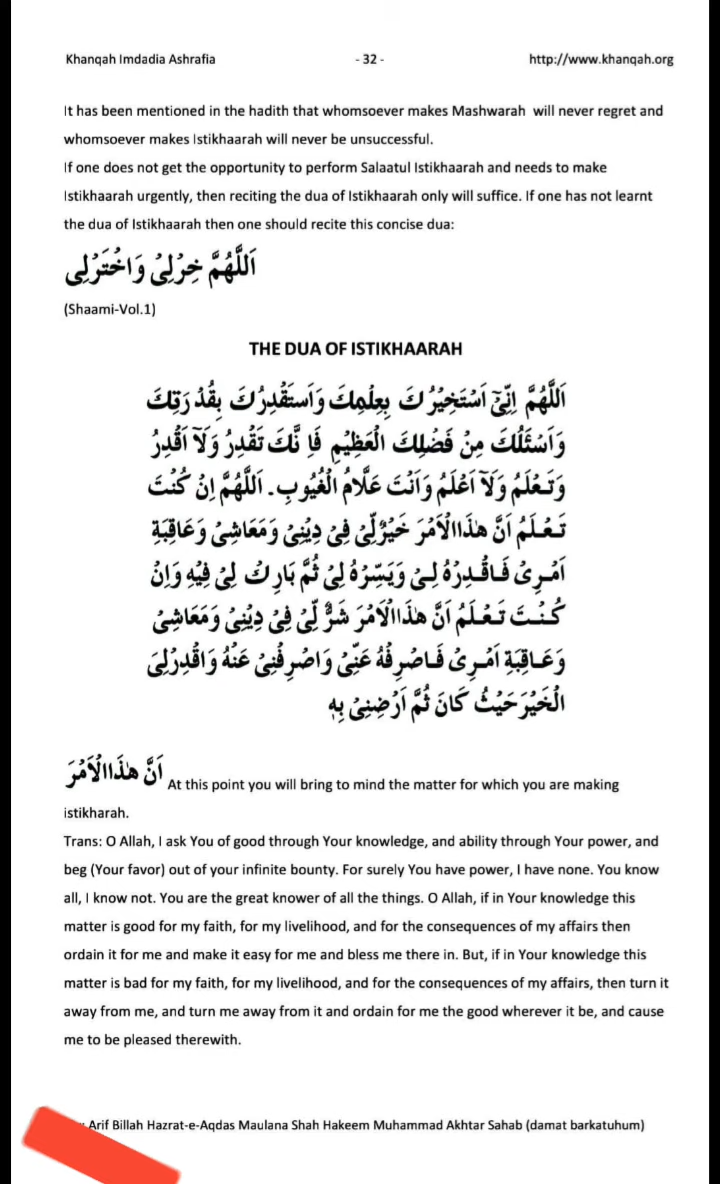 Khanqah Imdadia Ashrafia - 32 - http://www.khanqah.org
It has been mentioned in the hadith that whomsoever makes Mashwarah will never regret and
whomsoever makes Istikhaarah will never be unsuccessful.
If one does not get the opportunity to perform Salaatul Istikhaarah and needs to make
Istikhaarah urgently, then reciting the dua of Istikhaarah only will suffice. If one has not learnt
the dua of Istikhaarah then one should recite this concise dua:
اَللّٰهُمَّ خِرْلِیْ وَاخْتَرْلِی
(Shaami-Vol.1)
THE DUA OF ISTIKHAARAH
اَللّٰهُمَّ اِنِّیْٓ اَسْتَخِیْرُكَ بِعِلْمِكَ وَاَستَقْدِرُكَ بِقُدْرَتِكَ
وَاَسْئَلُكَ مِنْ فَضْلِكَ الْعَظِیْمِ فَاِنَّكَ تَقْدِرُ وَلَآ اَقْدِرُ
وَتَعْلَمُ وَلَآ اَعْلَمُ وَاَنْتَ عَلَّامُ الْغُیُوبِ۔ اَللّٰهُمَّ اِنْ كُنْتَ
تَعْلَمُ اَنَّ هٰذَاالْاَمْرَ خَیْرٌلِّیْ فِیْ دِیْنِیْ وَمَعَاشِیْ وَعَاقِبَةِ
اَمْرِیْ فَاقْدِرْهُ لِیْ وَیَسِّرْهُ لِیْ ثُمَّ بَارِكْ لِیْ فِیْهِ وَاِنْ
كُنْتَ تَعْلَمُ اَنَّ هٰذَاالْاَمْرَ شَرٌّ لِّیْ فِیْ دِیْنِیْ وَمَعَاشِیْ
وَعَاقِبَةِ اَمْرِیْ فَاصْرِفْهُ عَنِّیْ وَاصْرِفْنِیْ عَنْهُ وَاقْدِرْلِیَ
الْخَیْرَحَیْثُ كَانَ ثُمَّ اَرْضِنِیْ بِهٖ
اَنَّ هٰذَاالْاَمْرَ At this point you will bring to mind the matter for which you are making
istikharah.
Trans: O Allah, I ask You of good through Your knowledge, and ability through Your power, and
beg (Your favor) out of your infinite bounty. For surely You have power, I have none. You know
all, I know not. You are the great knower of all the things. O Allah, if in Your knowledge this
matter is good for my faith, for my livelihood, and for the consequences of my affairs then
ordain it for me and make it easy for me and bless me there in. But, if in Your knowledge this
matter is bad for my faith, for my livelihood, and for the consequences of my affairs, then turn it
away from me, and turn me away from it and ordain for me the good wherever it be, and cause
me to be pleased therewith.
Arif Billah Hazrat-e-Aqdas Maulana Shah Hakeem Muhammad Akhtar Sahab (damat barkatuhum)